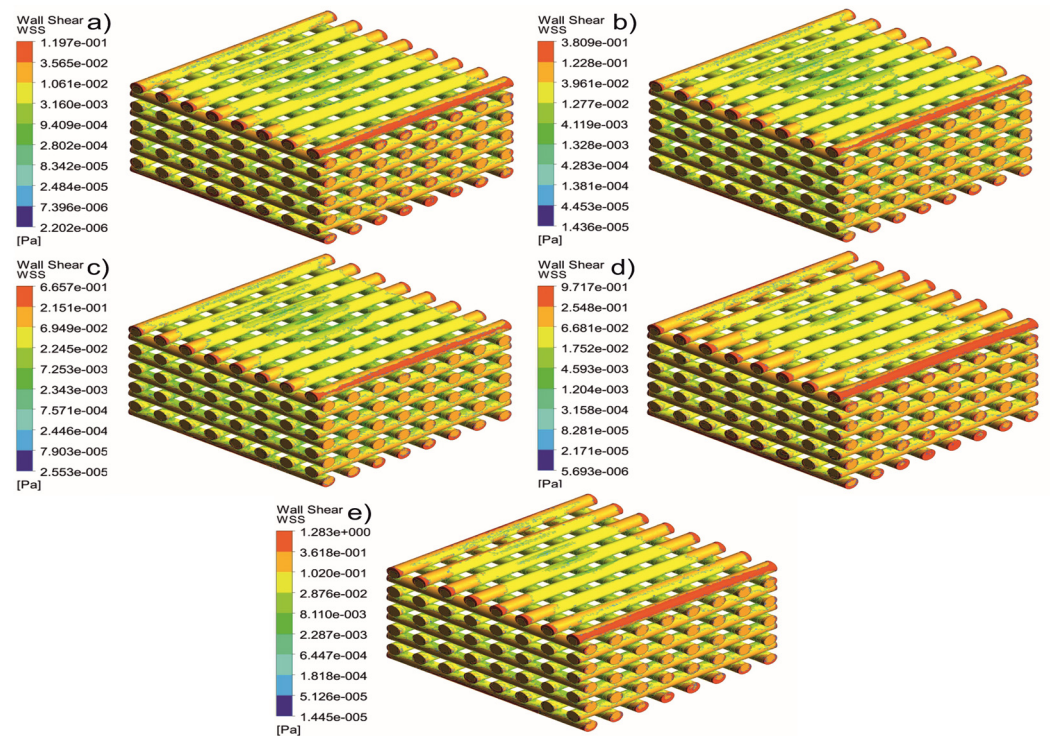 Wall Shear
WSS
a)
1.197e-001
3.565e-002
1.061e-002
3.160e-003
9.409e-004
2.802e-004
8.342e-005
2.484e-005
7.396e-006
2.202e-006
[Pa]
Wall Shear
WSS
b)
3.809e-001
1.228e-001
3.961e-002
1.277e-002
4.119e-003
1.328e-003
4.283e-004
1.381e-004
4.453e-005
1.436e-005
[Pa]
Wall Shear
WSS
c)
6.657e-001
2.151e-001
6.949e-002
2.245e-002
7.253e-003
2.343e-003
7.571e-004
2.446e-004
7.903e-005
2.553e-005
[Pa]
Wall Shear
WSS
d)
9.717e-001
2.548e-001
6.681e-002
1.752e-002
4.593e-003
1.204e-003
3.158e-004
8.281e-005
2.171e-005
5.693e-006
[Pa]
Wall Shear
WSS
e)
1.283e+000
3.618e-001
1.020e-001
2.876e-002
8.110e-003
2.287e-003
6.447e-004
1.818e-004
5.126e-005
1.445e-005
[Pa]